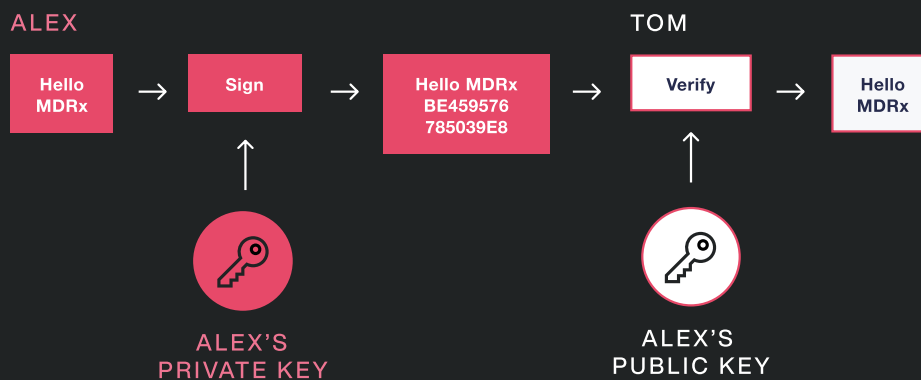 ALEX
TOM
Hello
MDRx
Sign
Hello MDRx
BE459576
785039E8
Verify
Hello
MDRx
ALEX'S
PRIVATE KEY
ALEX'S
PUBLIC KEY